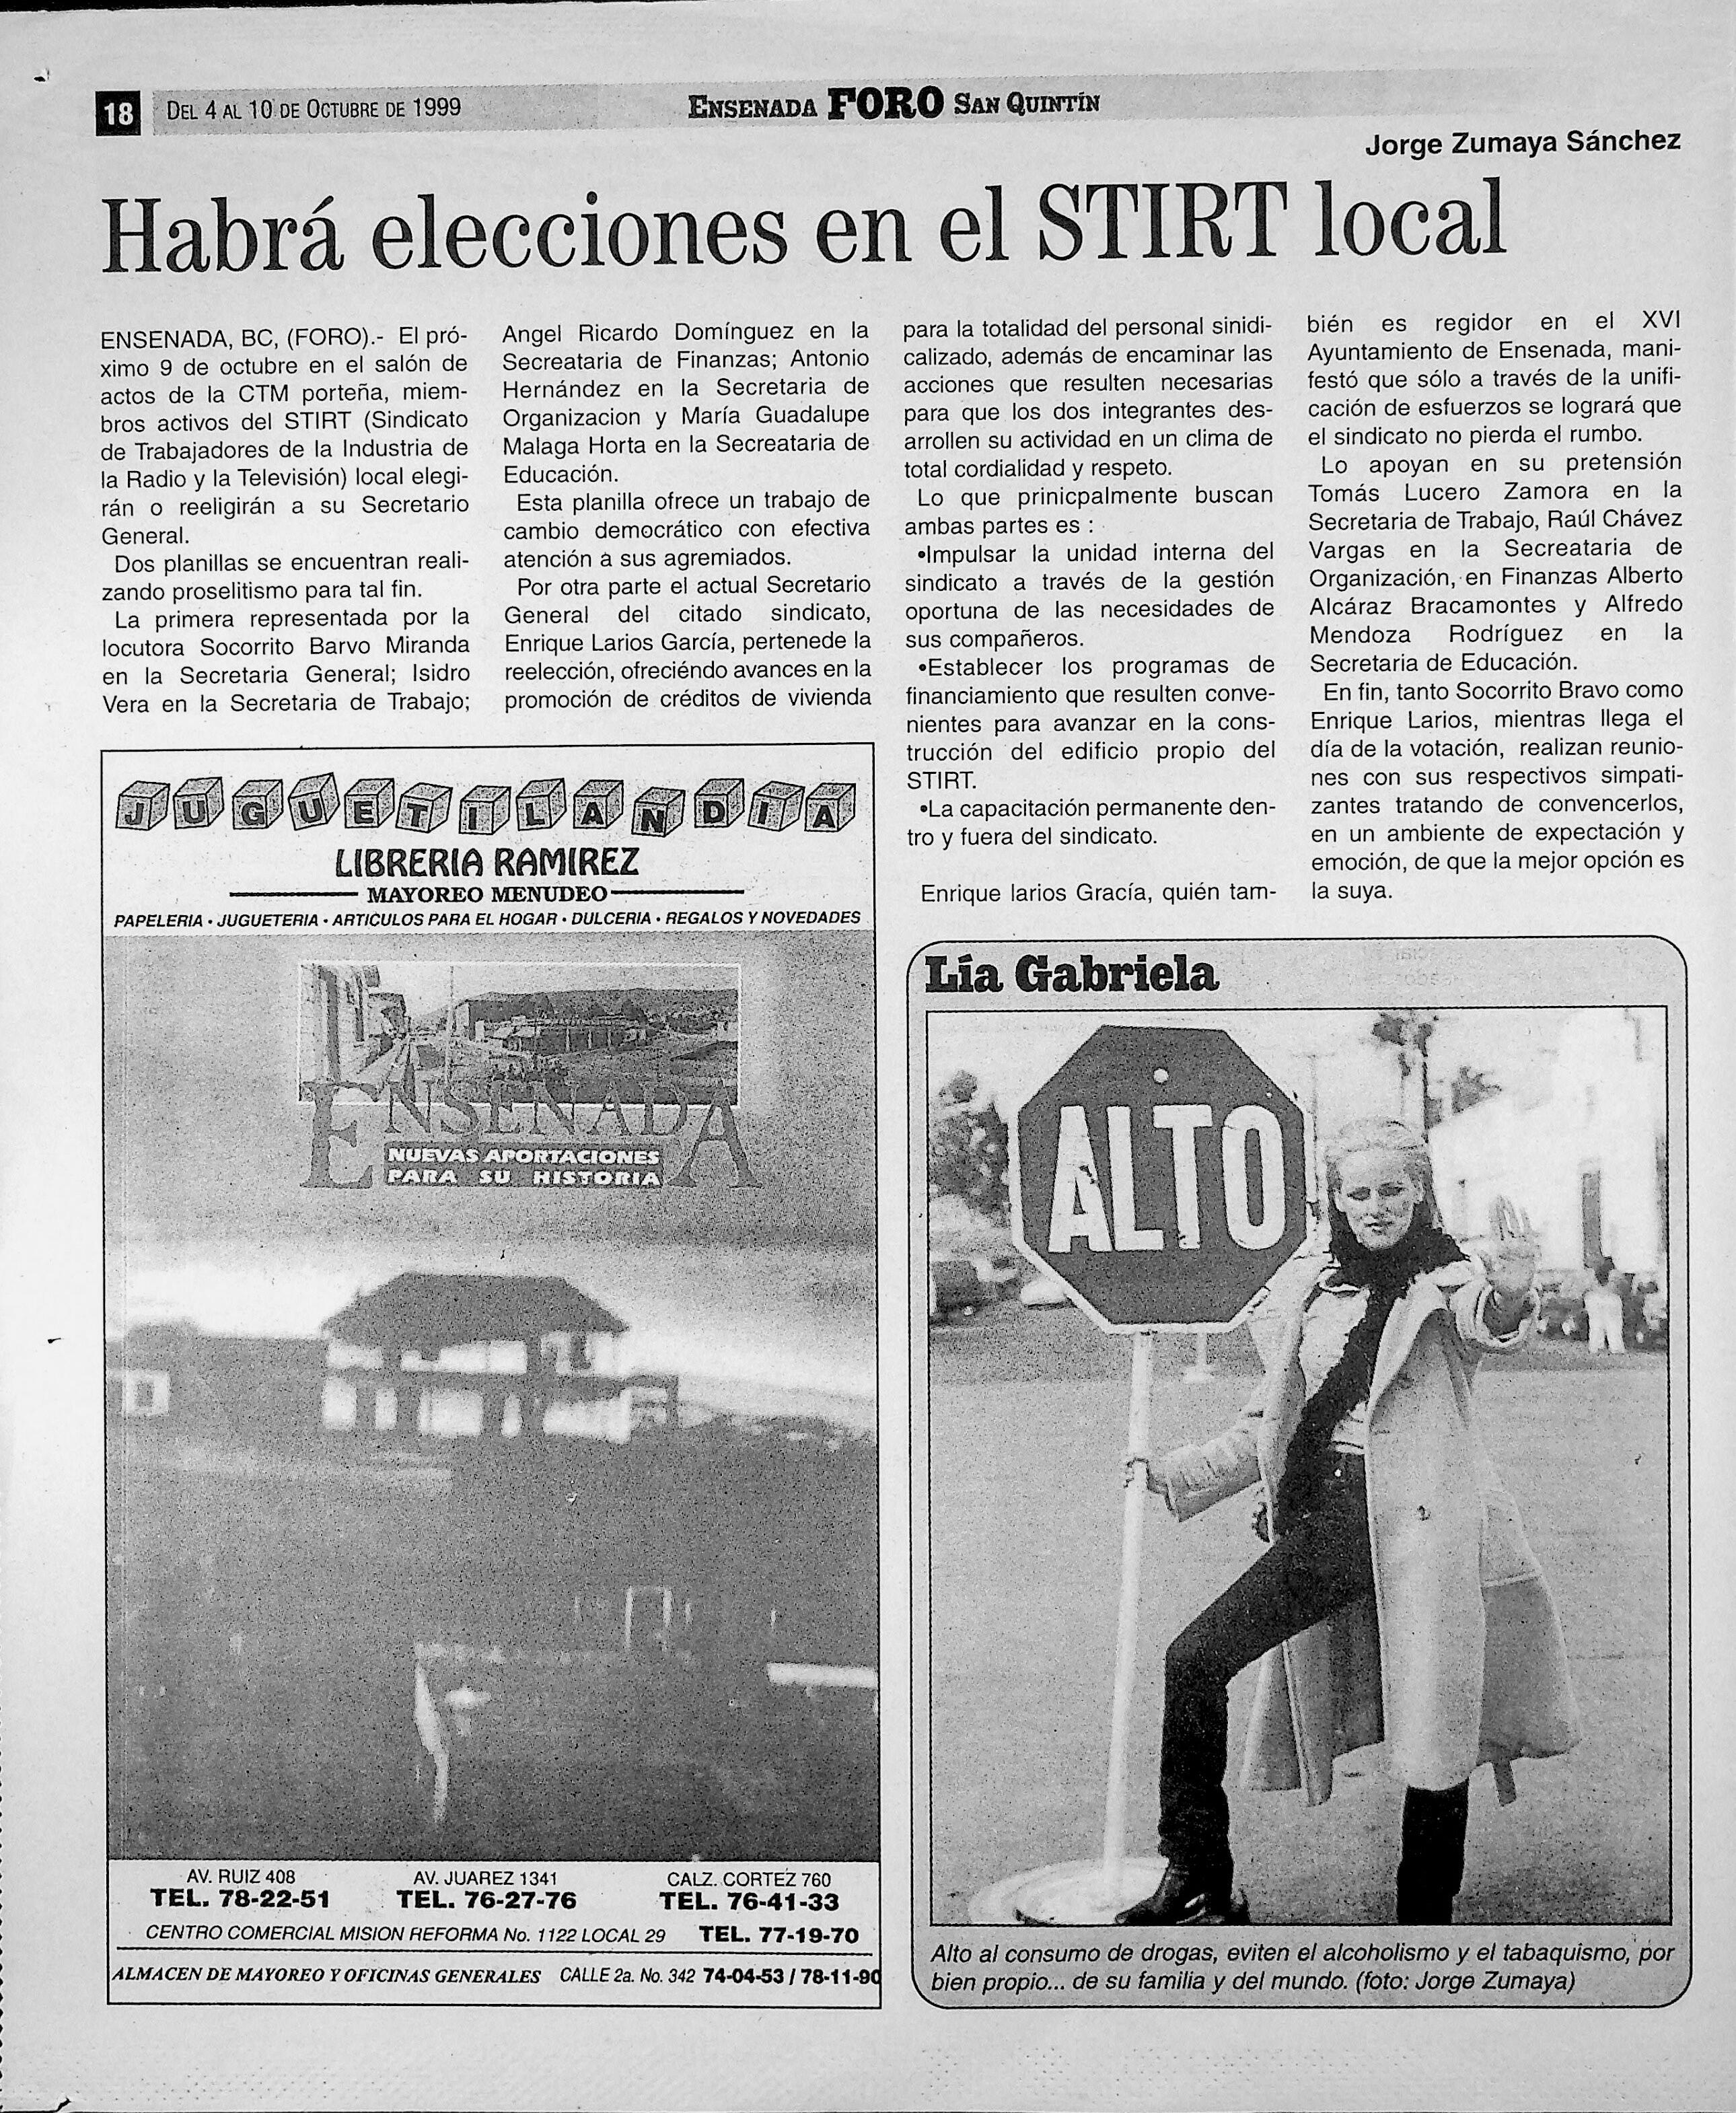 18 DEL 4 AL 10 DE OCTUBRE DE 1999
ENSENADA FORO SAN QUINTÍN
Jorge Zumaya Sánchez
Habrá elecciones en el STIRT local
ENSENADA, BC, (FORO).- El pró-
ximo 9 de octubre en el salón de
actos de la CTM porteña, miem-
bros activos del STIRT (Sindicato
de Trabajadores de la Industria de
la Radio y la Televisión) local elegi-
rán o reeligirán a su Secretario
General.
Dos planillas se encuentran reali-
zando proselitismo para tal fin.
La primera representada por la
locutora Socorrito Barvo Miranda
en la Secretaria General; Isidro
Vera en la Secretaria de Trabajo;
Angel Ricardo Domínguez en la
Secreataria de Finanzas; Antonio
Hernández en la Secretaria de
Organizacion y María Guadalupe
Malaga Horta en la Secreataria de
Educación.
Esta planilla ofrece un trabajo de
cambio democrático con efectiva
atención a sus agremiados.
Por otra parte el actual Secretario
General del citado sindicato,
Enrique Larios García, pertenede la
reelección, ofreciéndo avances en la
promoción de créditos de vivienda
para la totalidad del personal sinidi-
calizado, además de encaminar las
acciones que resulten necesarias
para que los dos integrantes des-
arrollen su actividad en un clima de
total cordialidad y respeto.
Lo que prinicpalmente buscan
ambas partes es :
•Impulsar la unidad interna del
sindicato a través de la gestión
oportuna de las necesidades de
sus compañeros.
•Establecer los programas de
financiamiento que resulten conve-
nientes para avanzar en la cons-
trucción del edificio propio del
STIRT.
•La capacitación permanente den-
tro y fuera del sindicato.
Enrique larios Gracía, quién tam-
bién es regidor en el XVI
Ayuntamiento de Ensenada, mani-
festó que sólo a través de la unifi-
cación de esfuerzos se logrará que
el sindicato no pierda el rumbo.
Lo apoyan en su pretensión
Tomás Lucero Zamora en la
Secretaria de Trabajo, Raúl Chávez
Vargas en la Secreataria de
Organización, en Finanzas Alberto
Alcáraz Bracamontes y Alfredo
Mendoza Rodríguez en la
Secretaria de Educación.
En fin, tanto Socorrito Bravo como
Enrique Larios, mientras llega el
día de la votación, realizan reunio-
nes con sus respectivos simpati-
zantes tratando de convencerlos,
en un ambiente de expectación y
emoción, de que la mejor opción es
la suya.
JUGUETILANDIA
LIBRERIA RAMIREZ
MAYOREO MENUDEO
PAPELERIA • JUGUETERIA • ARTICULOS PARA EL HOGAR • DULCERIA • REGALOS Y NOVEDADES
ENSENADA
NUEVAS APORTACIONES
PARA SU HISTORIA
AV. RUIZ 408
TEL. 78-22-51
AV. JUAREZ 1341
TEL. 76-27-76
CALZ. CORTEZ 760
TEL. 76-41-33
CENTRO COMERCIAL MISION REFORMA No. 1122 LOCAL 29 TEL. 77-19-70
ALMACEN DE MAYOREO Y OFICINAS GENERALES CALLE 2a. No. 342 74-04-53 / 78-11-90
Lía Gabriela
ALTO
Alto al consumo de drogas, eviten el alcoholismo y el tabaquismo, por
bien propio... de su familia y del mundo. (foto: Jorge Zumaya)